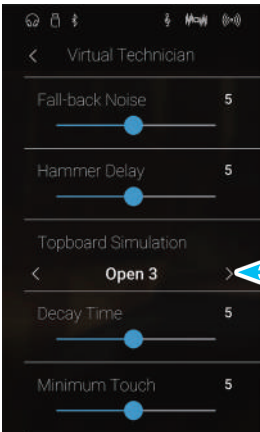 Virtual Technician
Fall-back Noise 5
Hammer Delay 5
Topboard Simulation
Open 3
Decay Time 5
Minimum Touch 5